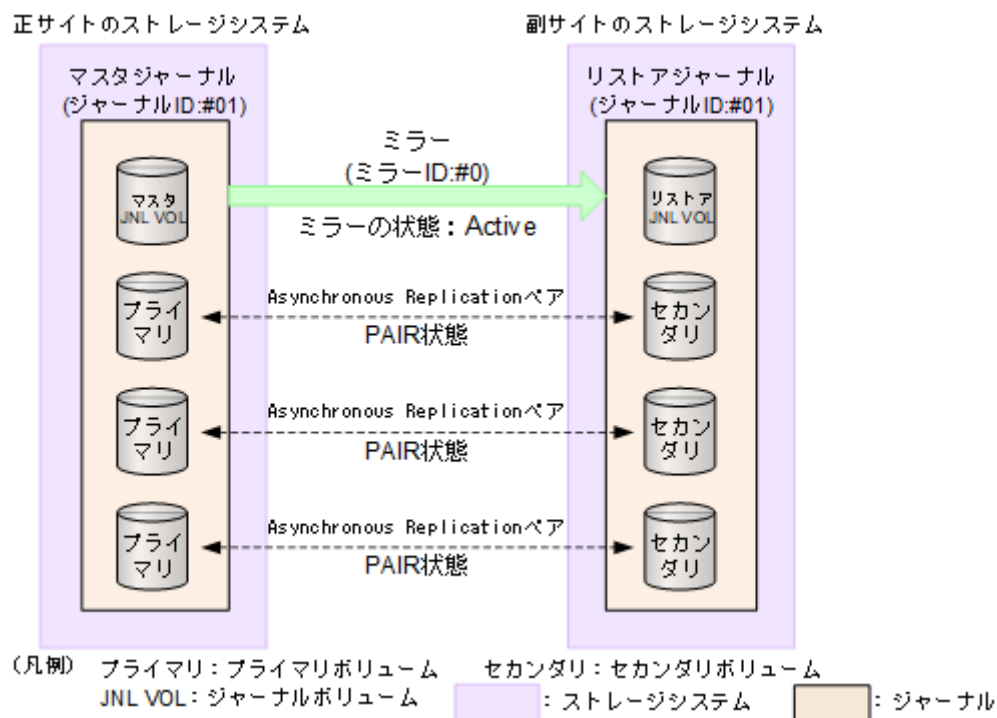 正サイトのストレージシステム
副サイトのストレージシステム
マスタジャーナル
(ジャーナルID:#01)
リストアジャーナル
(ジャーナルID:#01)
ミラー
(ミラーID:#0)
マスタ
JNL VOL
リストア
JNL VOL
ミラーの状態：Active
プライ
マリ
Asynchronous Replicationペア
PAIR状態
セカン
ダリ
プライ
マリ
Asynchronous Replicationペア
PAIR状態
セカン
ダリ
プライ
マリ
Asynchronous Replicationペア
PAIR状態
セカン
ダリ
(凡例) プライマリ：プライマリボリューム セカンダリ：セカンダリボリューム
JNL VOL：ジャーナルボリューム ：ストレージシステム ：ジャーナル